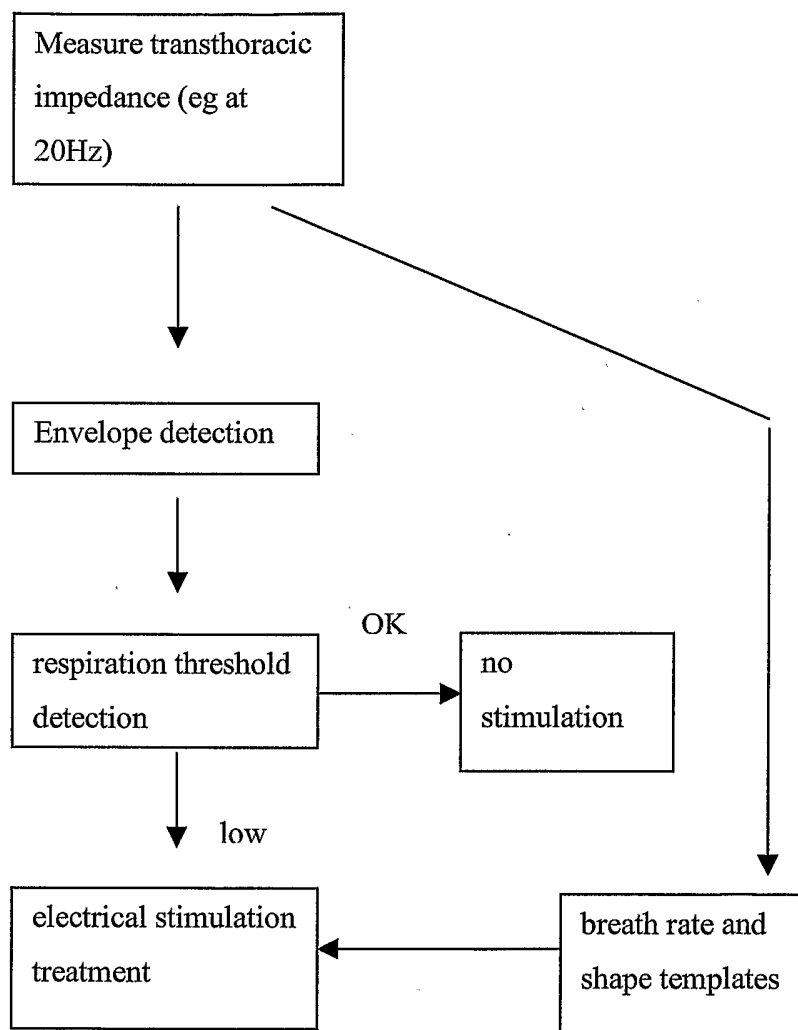 Measure transthoracic
impedance (eg at
20Hz)
Envelope detection
respiration threshold
detection
OK
no
stimulation
low
electrical stimulation
treatment
breath rate and
shape templates